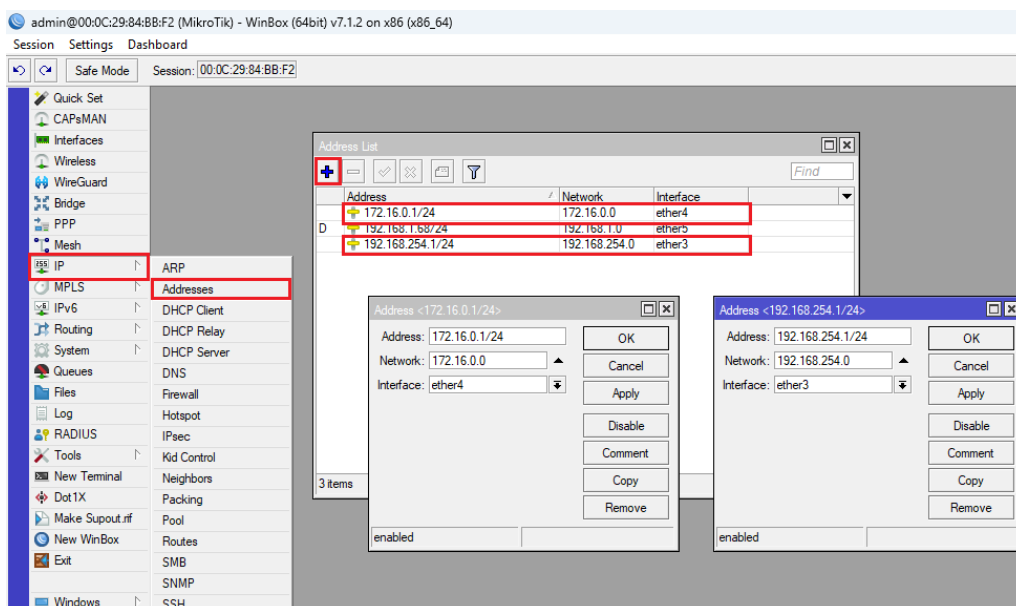 admin@00:0C:29:84:BB:F2 (MikroTik) - WinBox (64bit) v7.1.2 on x86 (x86_64)
Session Settings Dashboard
Safe Mode Session: 00:0C:29:84:BB:F2
Quick Set
CAPsMAN
Interfaces
Wireless
WireGuard
Bridge
PPP
Mesh
IP
MPLS
IPv6
Routing
System
Queues
Files
Log
RADIUS
Tools
New Terminal
Dot1X
Make Supout.rif
New WinBox
Exit
Windows
ARP
Addresses
DHCP Client
DHCP Relay
DHCP Server
DNS
Firewall
Hotspot
IPsec
Kid Control
Neighbors
Packing
Pool
Routes
SMB
SNMP
SSH
Address List
Find
Address Network Interface
172.16.0.1/24 172.16.0.0 ether4
D 192.168.1.68/24 192.168.1.0 ether5
192.168.254.1/24 192.168.254.0 ether3
3 items
Address <172.16.0.1/24>
Address: 172.16.0.1/24 OK
Network: 172.16.0.0 Cancel
Interface: ether4 Apply
Disable
Comment
Copy
Remove
enabled
Address <192.168.254.1/24>
Address: 192.168.254.1/24 OK
Network: 192.168.254.0 Cancel
Interface: ether3 Apply
Disable
Comment
Copy
Remove
enabled